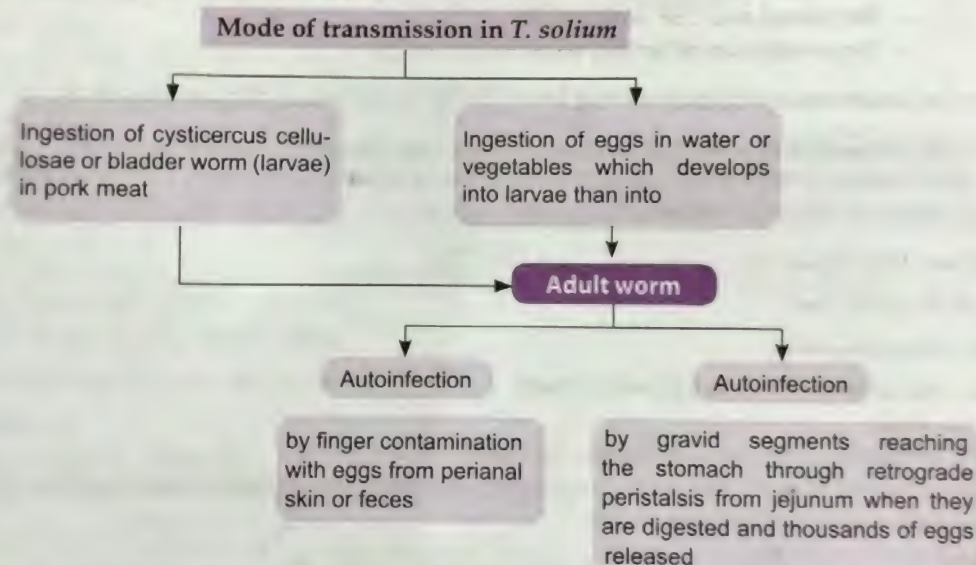 Mode of transmission in T. solium
Ingestion of cysticercus cellu-
losae or bladder worm (larvae)
in pork meat
Ingestion of eggs in water or
vegetables which develops
into larvae than into
Adult worm
Autoinfection
by finger contamination
with eggs from perianal
skin or feces
Autoinfection
by gravid segments reaching
the stomach through retrograde
peristalsis from jejunum when they
are digested and thousands of eggs
released